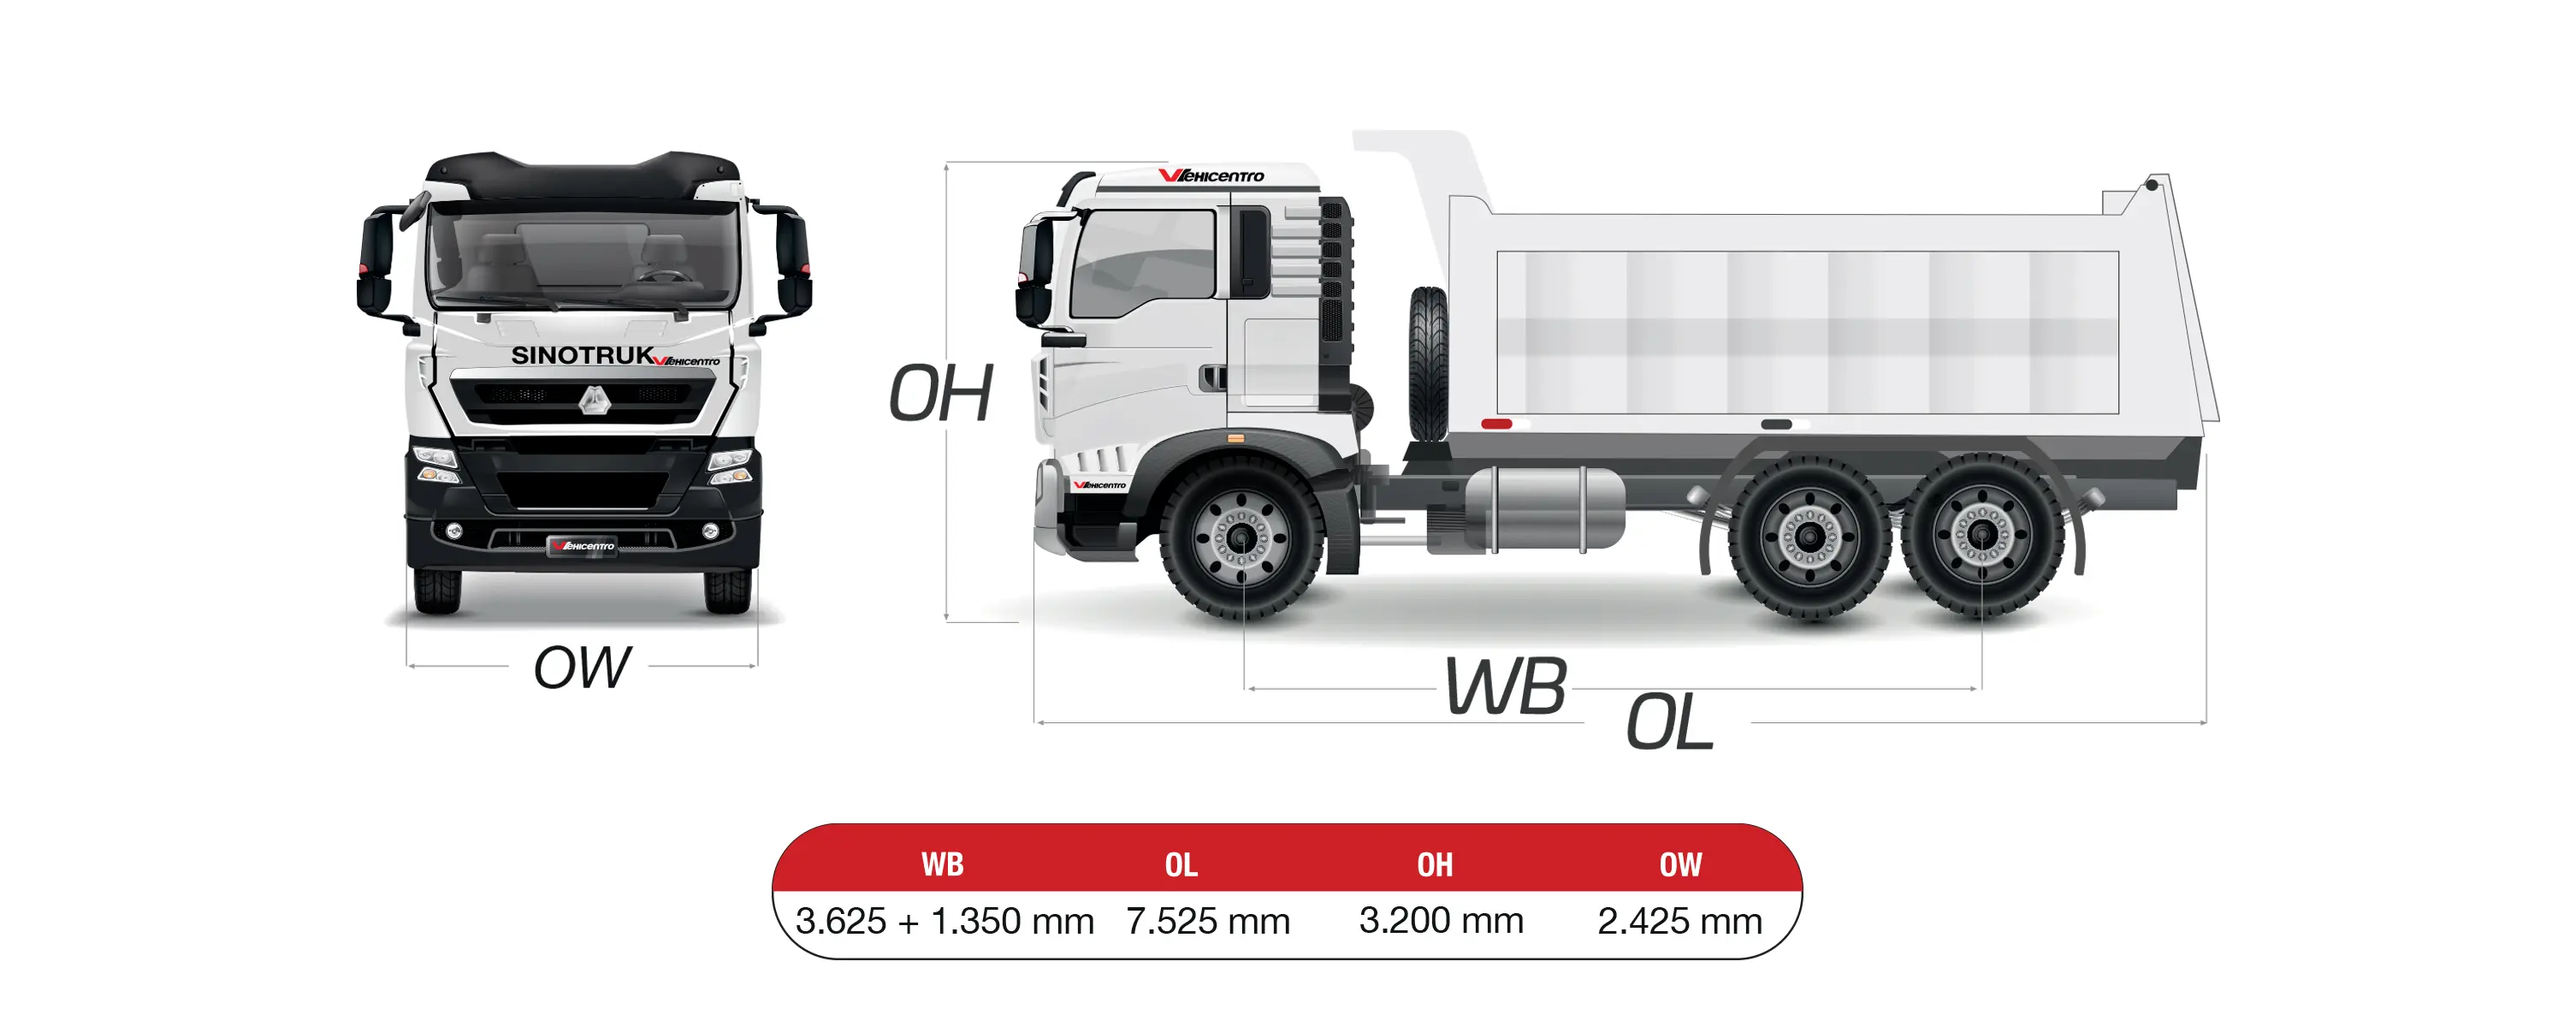 Vehicentro
SINOTRUK Vehicentro
OH
Vehicentro
Vehicentro
OW
WB
OL
WB OL OH OW
3.625 + 1.350 mm 7.525 mm 3.200 mm 2.425 mm